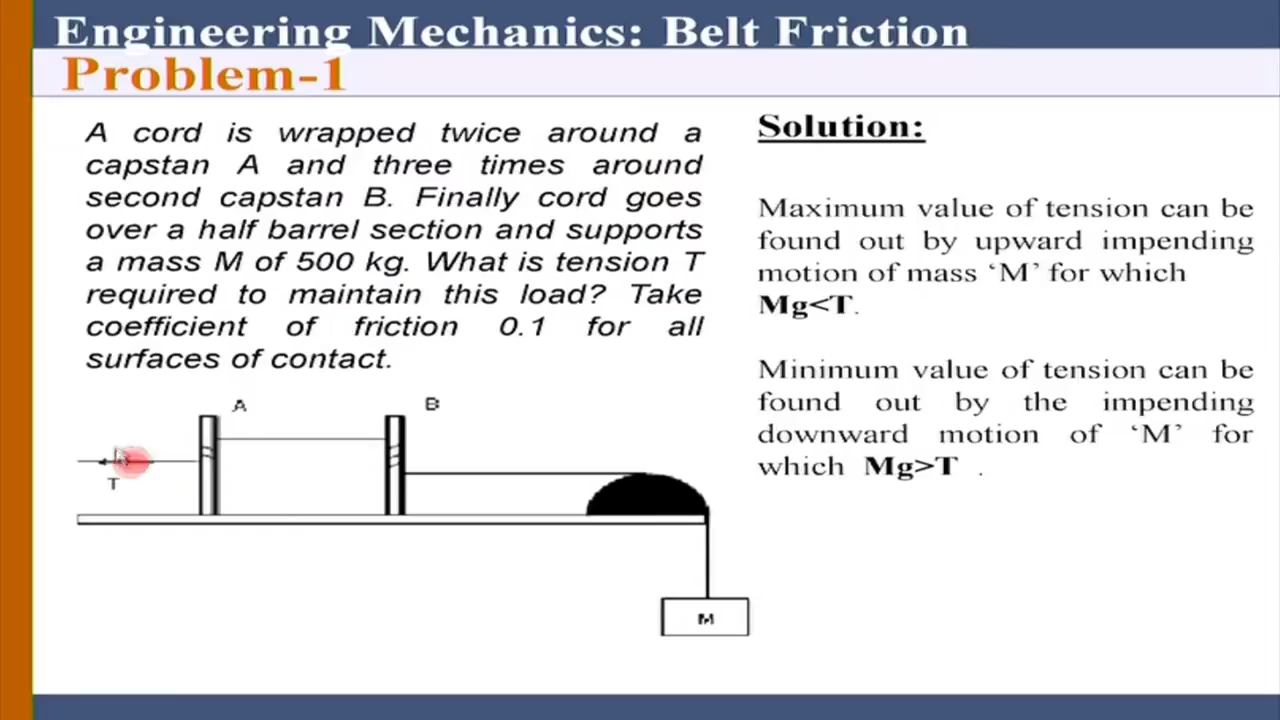 Engineering Mechanics: Belt Friction
Problem-1
A cord is wrapped twice around a
capstan A and three times around
second capstan B. Finally cord goes
over a half barrel section and supports
a mass M of 500 kg. What is tension T
required to maintain this load? Take
coefficient of friction 0.1 for all
surfaces of contact.
A
B
T
M
Solution:
Maximum value of tension can be
found out by upward impending
motion of mass ‘M’ for which
Mg<T.
Minimum value of tension can be
found out by the impending
downward motion of ‘M’ for
which Mg>T .